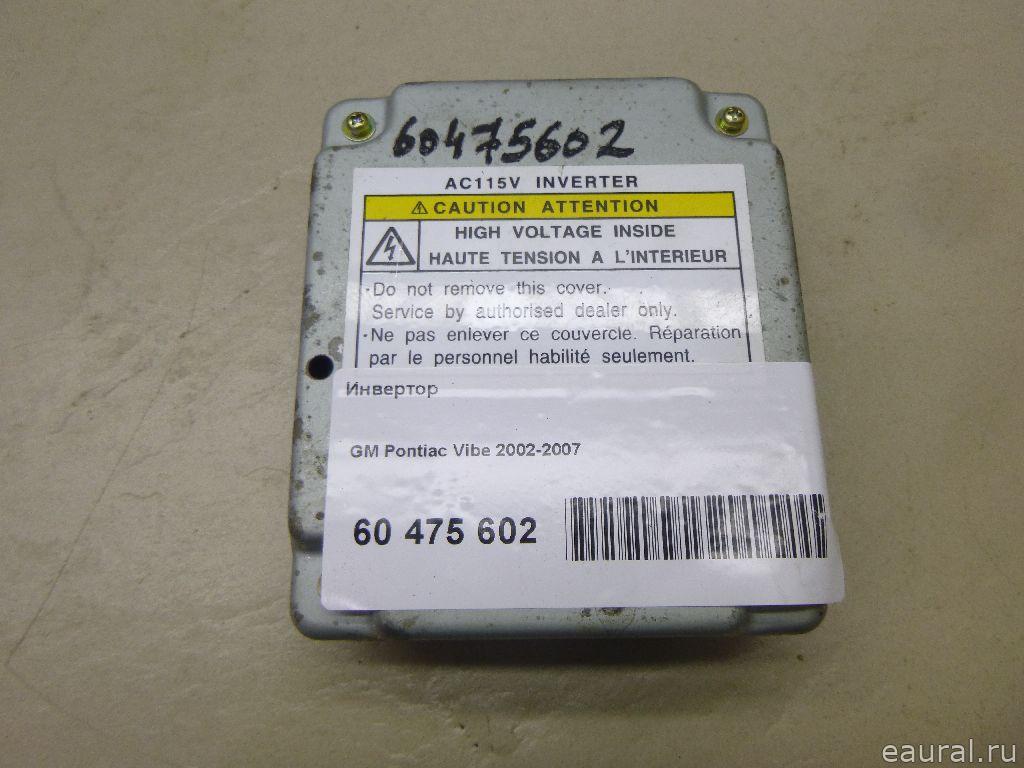 60475602
AC115V INVERTER
⚠ CAUTION ATTENTION
HIGH VOLTAGE INSIDE
HAUTE TENSION A L'INTERIEUR
·Do not remove this cover.
Service by authorised dealer only.
·Ne pas enlever ce couvercle. Réparation
par le personnel habilité seulement.
Инвертор
GM Pontiac Vibe 2002-2007
60 475 602
eaural.ru